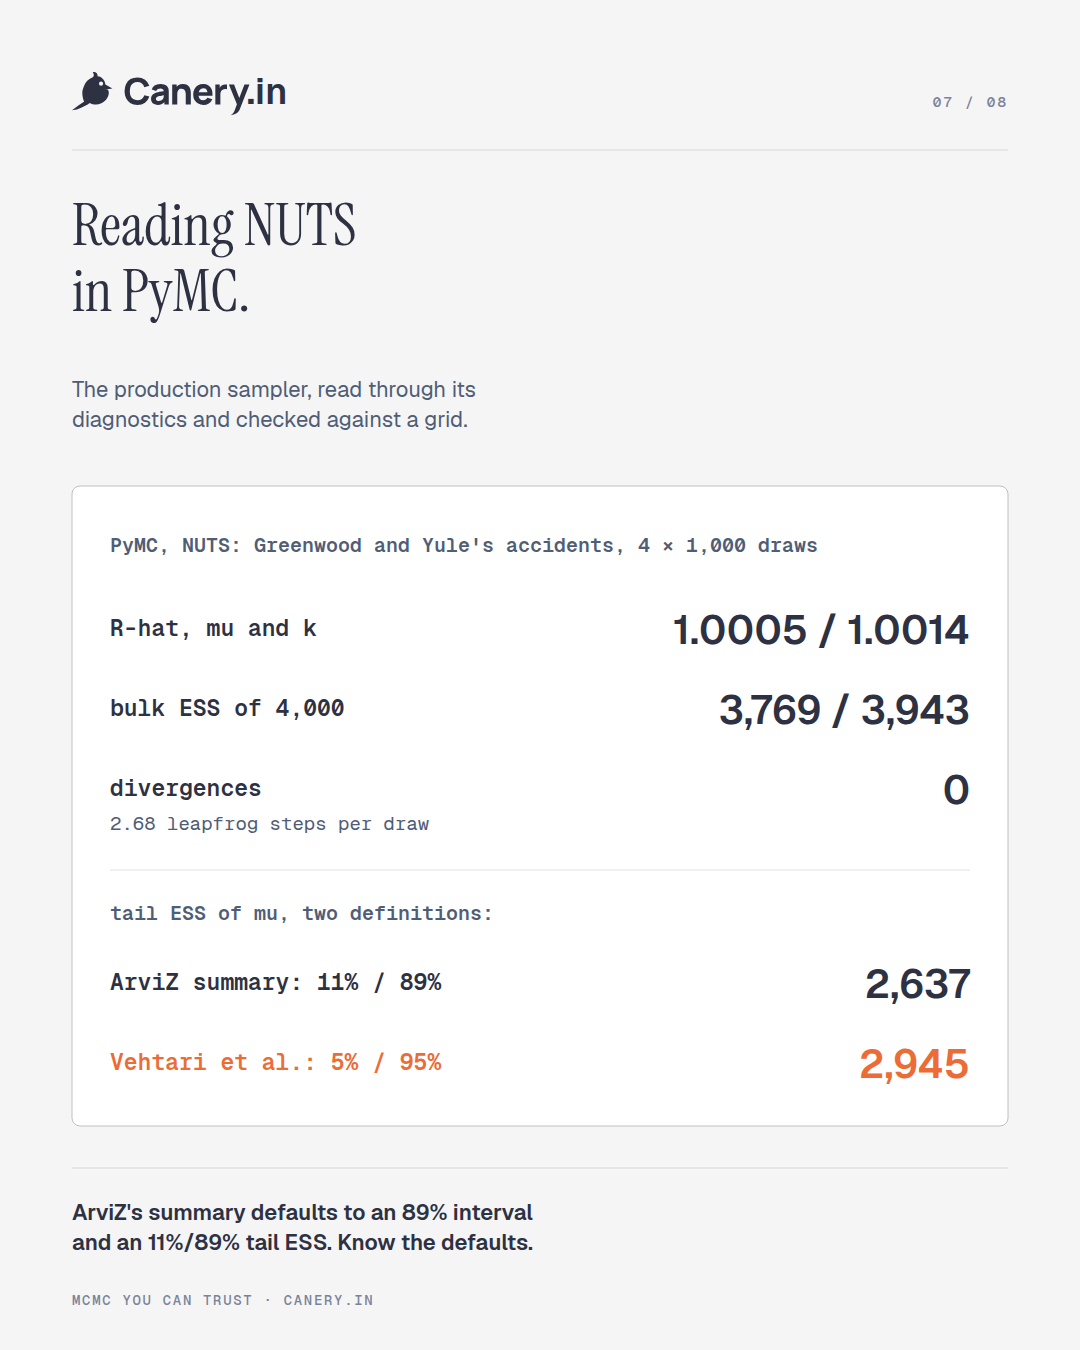 Canery.in
07 / 08
Reading NUTS
in PyMC.
The production sampler, read through its
diagnostics and checked against a grid.
PyMC, NUTS: Greenwood and Yule's accidents, 4 × 1,000 draws
R-hat, mu and k 1.0005 / 1.0014
bulk ESS of 4,000 3,769 / 3,943
divergences 0
2.68 leapfrog steps per draw
tail ESS of mu, two definitions:
ArviZ summary: 11% / 89% 2,637
Vehtari et al.: 5% / 95% 2,945
ArviZ's summary defaults to an 89% interval
and an 11%/89% tail ESS. Know the defaults.
MCMC YOU CAN TRUST · CANERY.IN